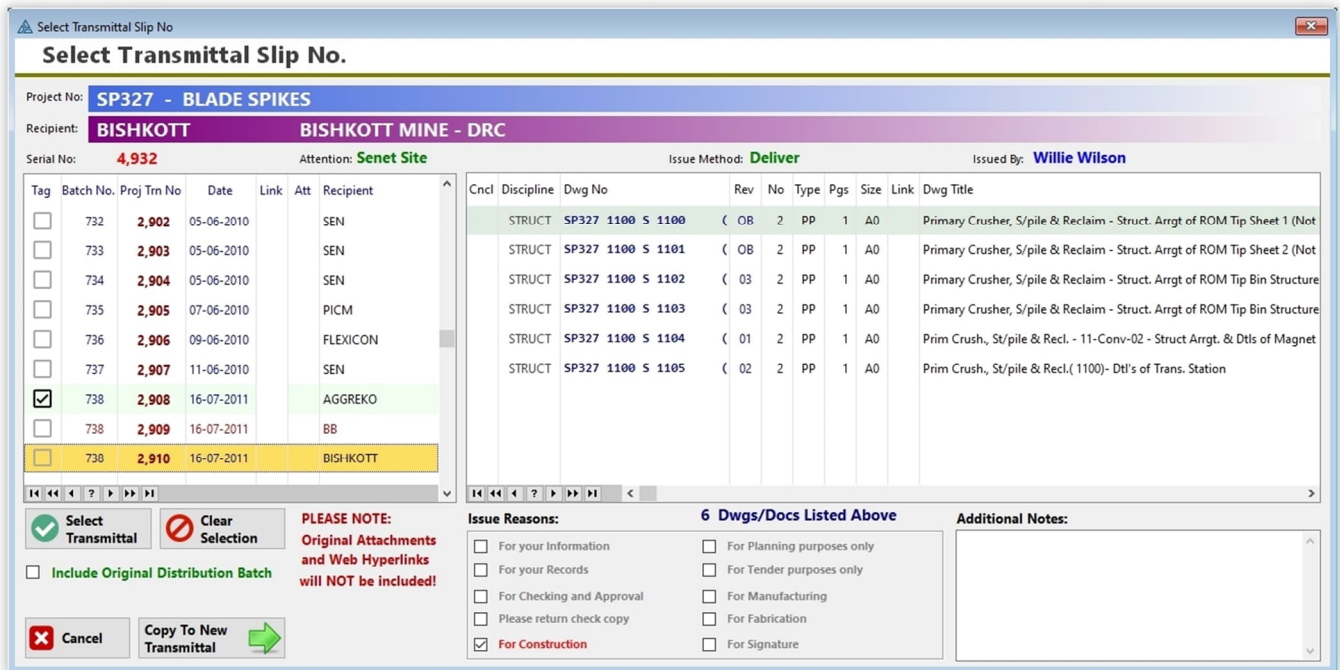 Select Transmittal Slip No
Select Transmittal Slip No.
Project No: SP327 - BLADE SPIKES
Recipient: BISHKOTT BISHKOTT MINE - DRC
Serial No: 4,932 Attention: Senet Site Issue Method: Deliver Issued By: Willie Wilson
Tag Batch No. Proj Trn No Date Link Att Recipient
732 2,902 05-06-2010 SEN
733 2,903 05-06-2010 SEN
734 2,904 05-06-2010 SEN
735 2,905 07-06-2010 PICM
736 2,906 09-06-2010 FLEXICON
737 2,907 11-06-2010 SEN
738 2,908 16-07-2011 AGGREKO
738 2,909 16-07-2011 BB
738 2,910 16-07-2011 BISHKOTT
?
Cncl Discipline Dwg No Rev No Type Pgs Size Link Dwg Title
STRUCT SP327 1100 S 1100 ( OB 2 PP 1 A0 Primary Crusher, S/pile & Reclaim - Struct. Arrgt of ROM Tip Sheet 1 (Not
STRUCT SP327 1100 S 1101 ( OB 2 PP 1 A0 Primary Crusher, S/pile & Reclaim - Struct. Arrgt of ROM Tip Sheet 2 (Not
STRUCT SP327 1100 S 1102 ( 03 2 PP 1 A0 Primary Crusher, S/pile & Reclaim - Struct. Arrgt of ROM Tip Bin Structure
STRUCT SP327 1100 S 1103 ( 03 2 PP 1 A0 Primary Crusher, S/pile & Reclaim - Struct. Arrgt of ROM Tip Bin Structure
STRUCT SP327 1100 S 1104 ( 01 2 PP 1 A0 Prim Crush., St/pile & Recl. - 11-Conv-02 - Struct Arrgt. & Dtls of Magnet
STRUCT SP327 1100 S 1105 ( 02 2 PP 1 A0 Prim Crush., St/pile & Recl.( 1100)- Dtl's of Trans. Station
?
Select
Transmittal
Clear
Selection
Include Original Distribution Batch
PLEASE NOTE:
Original Attachments
and Web Hyperlinks
will NOT be included!
Cancel
Copy To New
Transmittal
Issue Reasons: 6 Dwgs/Docs Listed Above
For your Information For Planning purposes only
For your Records For Tender purposes only
For Checking and Approval For Manufacturing
Please return check copy For Fabrication
For Construction For Signature
Additional Notes: